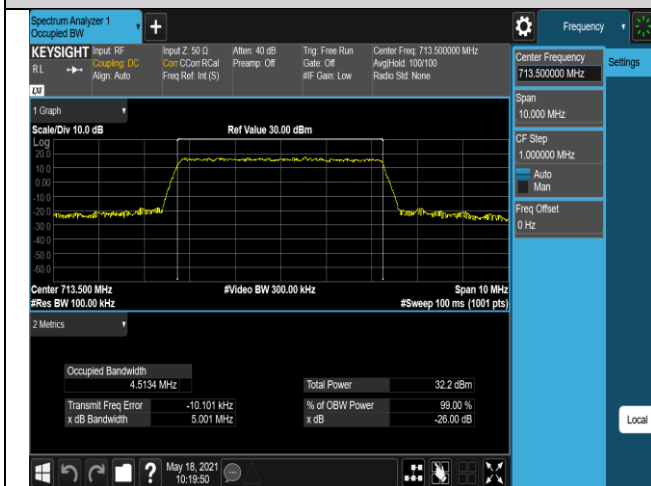 Spectrum Analyzer 1
Occupied BW
+
Frequency
KEYSIGHT
RL
LXI
Input: RF
Coupling: DC
Align: Auto
Input Z: 50 Ω
Corr CCorr RCal
Freq Ref: Int (S)
Atten: 40 dB
Preamp: Off
Trig: Free Run
Gate: Off
#IF Gain: Low
Center Freq: 713.500000 MHz
Avg|Hold: 100/100
Radio Std: None
Center Frequency
713.500000 MHz
Settings
Span
10.000 MHz
CF Step
1.000000 MHz
Auto
Man
Freq Offset
0 Hz
1 Graph
Scale/Div 10.0 dB
Ref Value 30.00 dBm
Log
20.0
10.0
0.00
-10.0
-20.0
-30.0
-40.0
-50.0
-60.0
Center 713.500 MHz
#Video BW 300.00 kHz
Span 10 MHz
#Res BW 100.00 kHz
#Sweep 100 ms (1001 pts)
2 Metrics
Occupied Bandwidth
4.5134 MHz
Total Power 32.2 dBm
Transmit Freq Error -10.101 kHz
% of OBW Power 99.00 %
x dB Bandwidth 5.001 MHz
x dB -26.00 dB
Local
?
May 18, 2021
10:19:50